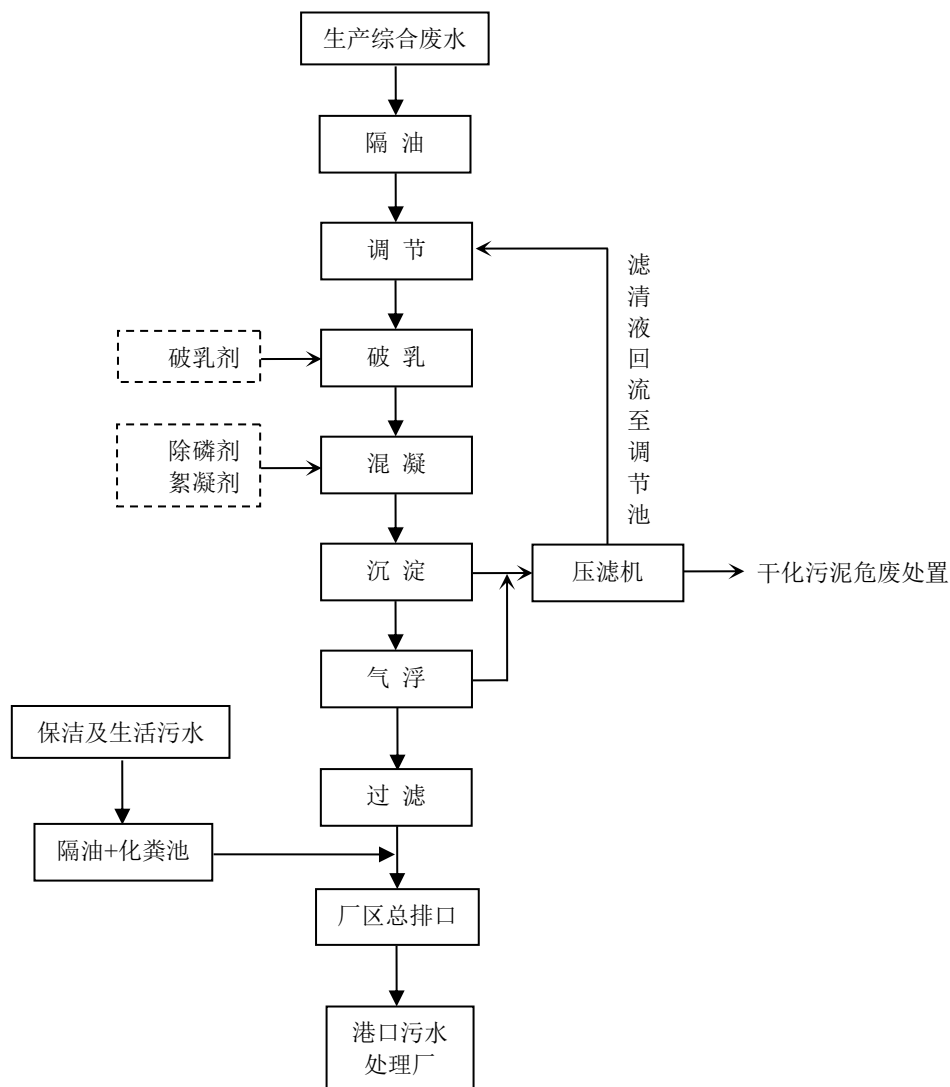 生产综合废水
隔 油
调 节
滤清液回流至调节池
破乳剂
破 乳
除磷剂
絮凝剂
混 凝
沉 淀
压滤机
干化污泥危废处置
气 浮
保洁及生活污水
过 滤
隔油+化粪池
厂区总排口
港口污水
处理厂